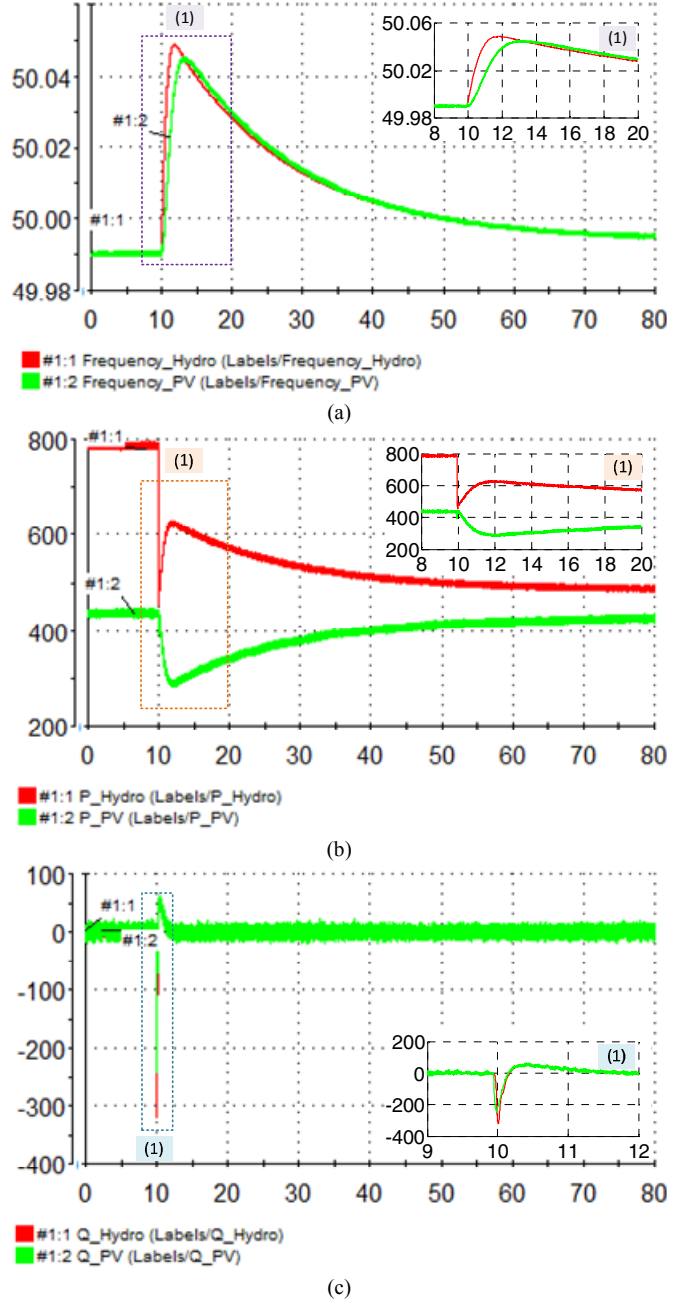 (1)
50.06
(1)
50.04
50.02
49.98
8 10 12 14 16 18 20
#1:2
50.02
#1:1
50.00
49.98
0 10 20 30 40 50 60 70 80
#1:1 Frequency_Hydro (Labels/Frequency_Hydro)
#1:2 Frequency_PV (Labels/Frequency_PV)
(a)
800
#1:1
(1)
800
(1)
600
400
200
8 10 12 14 16 18 20
600
#1:2
400
200
0 10 20 30 40 50 60 70 80
#1:1 P_Hydro (Labels/P_Hydro)
#1:2 P_PV (Labels/P_PV)
(b)
100
#1:1
0
#1:2
-100
-200
200
(1)
0
-200
-400
9 10 11 12
-300
(1)
-400
0 10 20 30 40 50 60 70 80
#1:1 Q_Hydro (Labels/Q_Hydro)
#1:2 Q_PV (Labels/Q_PV)
(c)